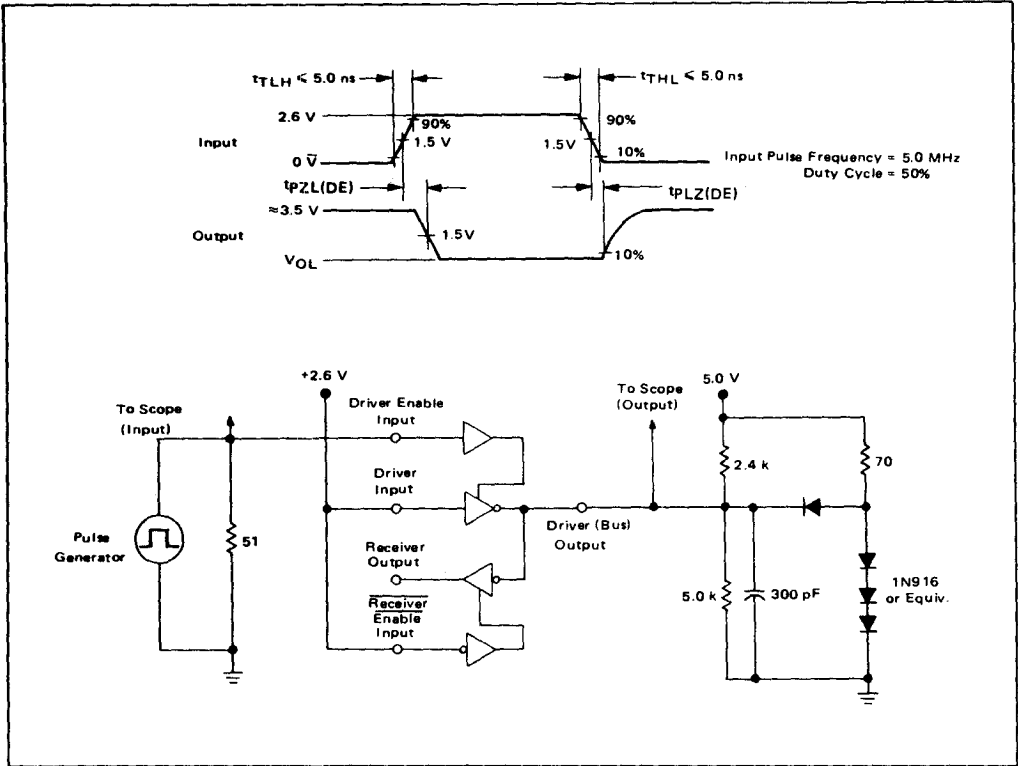 tTLH ≤ 5.0 ns
tTHL ≤ 5.0 ns
2.6 V
90%
90%
Input
1.5 V
1.5V
0 V
10%
Input Pulse Frequency = 5.0 MHz
Duty Cycle = 50%
tPZL(DE)
tPLZ(DE)
≈3.5 V
Output
1.5V
VOL
10%
+2.6 V
To Scope
(Input)
Driver Enable
Input
To Scope
(Output)
5.0 V
2.4 k
70
Driver
Input
Pulse
Generator
51
Driver (Bus)
Output
Receiver
Output
Receiver
Enable
Input
5.0 k
300 pF
1N916
or Equiv.